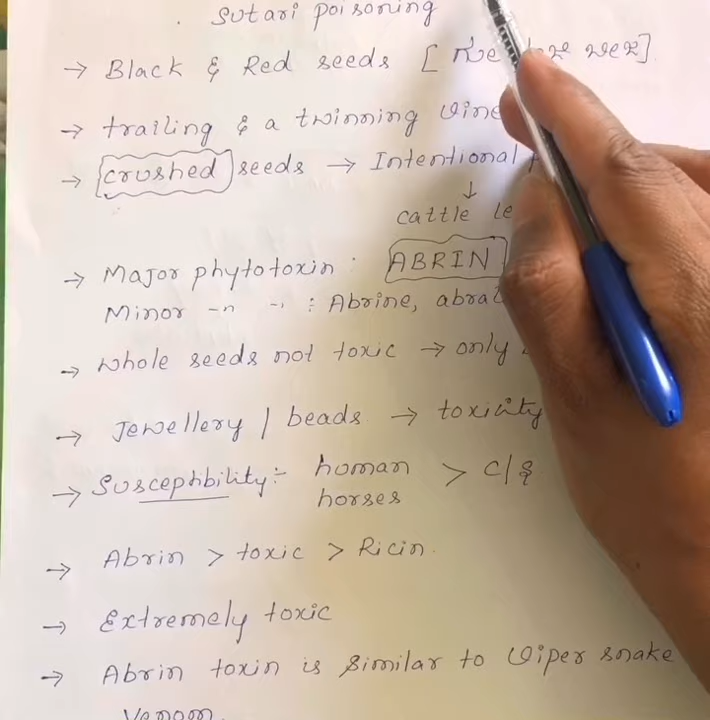 Sutari poisoning
→ Black & Red seeds [
→ trailing & a twinning vine
→ crushed seeds → Intentional
↓
cattle
→ Major phytotoxin : ABRIN
Minor -"- : Abrine,
→ whole seeds not toxic → only
→ Jewellery / beads → toxicity
→ Susceptibility:- human > c/s
horses
→ Abrin > toxic > Ricin.
→ Extremely toxic
→ Abrin toxin is similar to viper snake
Venom.